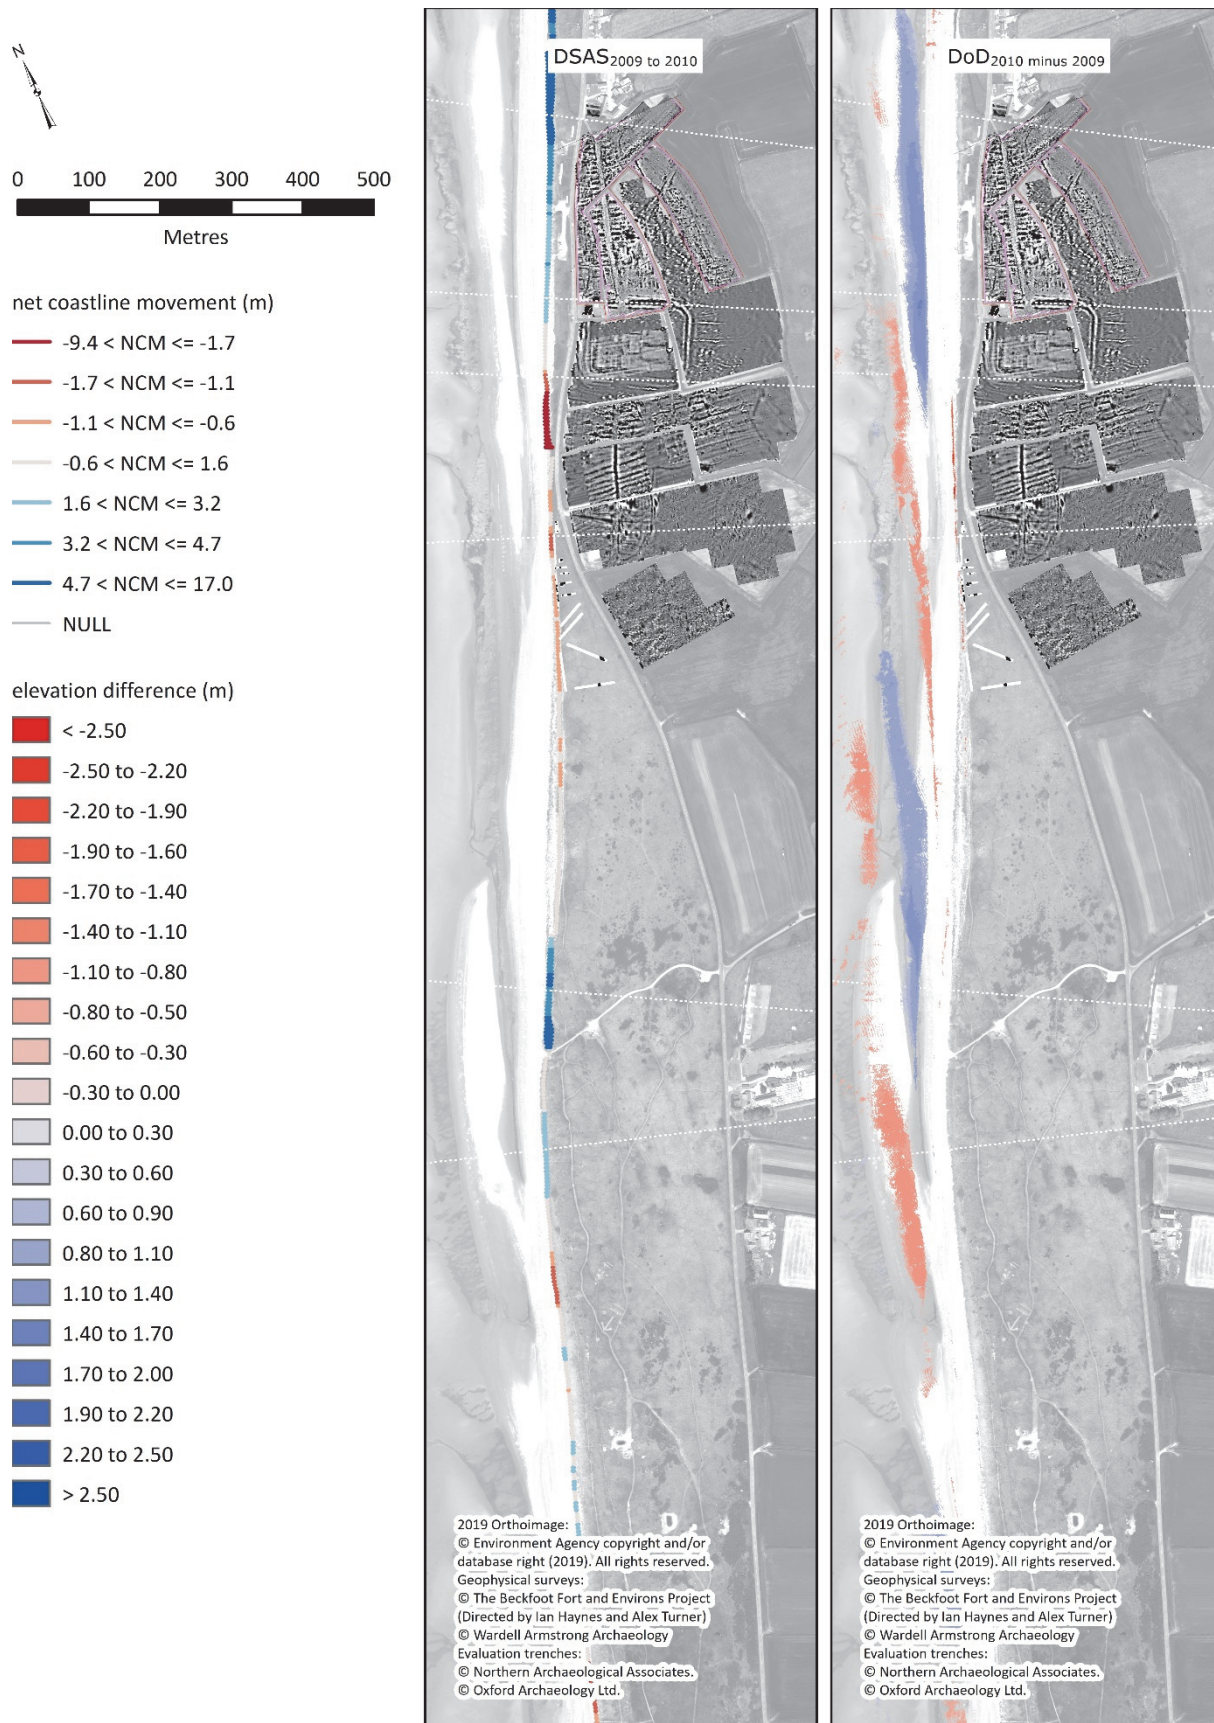 N
0 100 200 300 400 500
Metres
net coastline movement (m)
-9.4 < NCM <= -1.7
-1.7 < NCM <= -1.1
-1.1 < NCM <= -0.6
-0.6 < NCM <= 1.6
1.6 < NCM <= 3.2
3.2 < NCM <= 4.7
4.7 < NCM <= 17.0
NULL
elevation difference (m)
< -2.50
-2.50 to -2.20
-2.20 to -1.90
-1.90 to -1.60
-1.70 to -1.40
-1.40 to -1.10
-1.10 to -0.80
-0.80 to -0.50
-0.60 to -0.30
-0.30 to 0.00
0.00 to 0.30
0.30 to 0.60
0.60 to 0.90
0.80 to 1.10
1.10 to 1.40
1.40 to 1.70
1.70 to 2.00
1.90 to 2.20
2.20 to 2.50
> 2.50
DSAS2009 to 2010
2019 Orthoimage:
© Environment Agency copyright and/or
database right (2019). All rights reserved.
Geophysical surveys:
© The Beckfoot Fort and Environs Project
(Directed by Ian Haynes and Alex Turner)
© Wardell Armstrong Archaeology
Evaluation trenches:
© Northern Archaeological Associates.
© Oxford Archaeology Ltd.
DoD2010 minus 2009
2019 Orthoimage:
© Environment Agency copyright and/or
database right (2019). All rights reserved.
Geophysical surveys:
© The Beckfoot Fort and Environs Project
(Directed by Ian Haynes and Alex Turner)
© Wardell Armstrong Archaeology
Evaluation trenches:
© Northern Archaeological Associates.
© Oxford Archaeology Ltd.